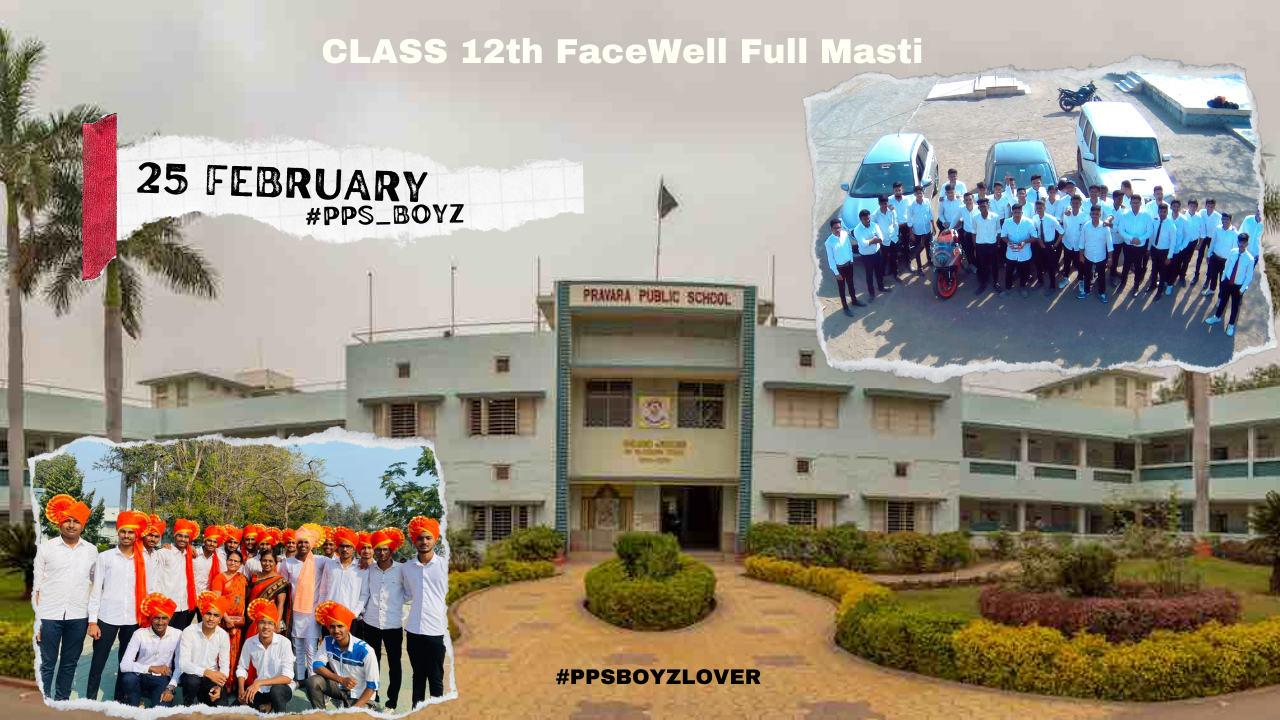 CLASS 12th FaceWell Full Masti
25 FEBRUARY
#PPS_BOYZ
PRAVARA PUBLIC SCHOOL
#PPSBOYZLOVER